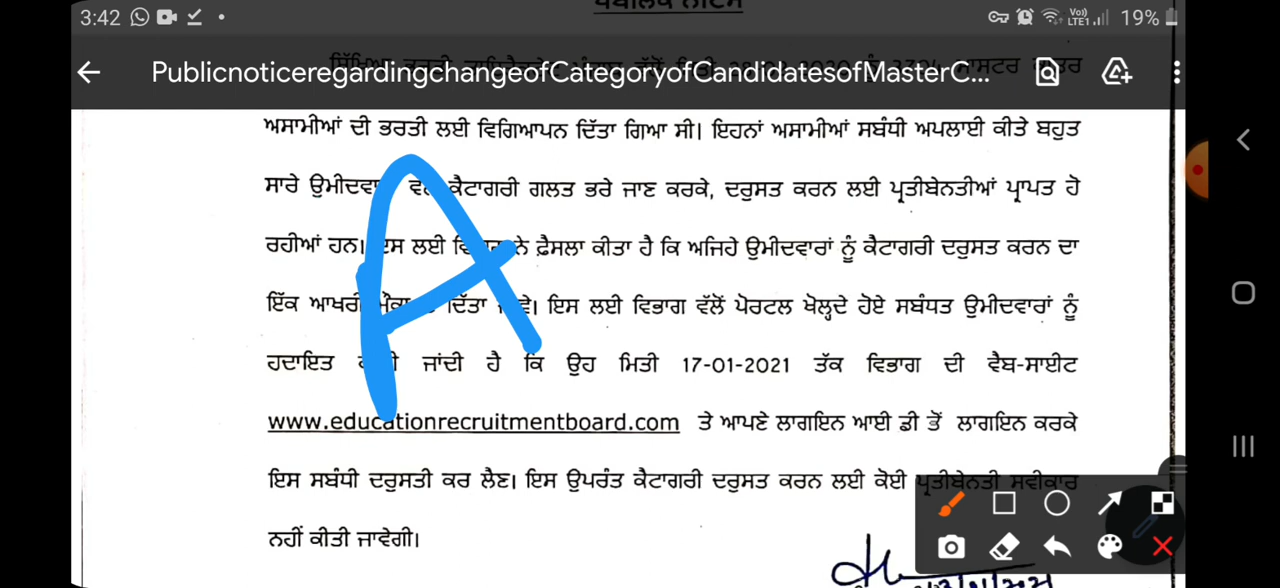 3:42 19%
ਪਬਲਿਕ ਨੋਟਿਸ
PublicnoticeregardingchangeofCategoryofCandidatesofMasterC...
ਅਸਾਮੀਆਂ ਦੀ ਭਰਤੀ ਲਈ ਵਿਗਿਆਪਨ ਦਿੱਤਾ ਗਿਆ ਸੀ। ਇਹਨਾਂ ਅਸਾਮੀਆਂ ਸਬੰਧੀ ਅਪਲਾਈ ਕੀਤੇ ਬਹੁਤ
ਸਾਰੇ ਕੈਟਾਗਰੀ ਗਲਤ ਭਰੇ ਜਾਣ ਕਰਕੇ, ਦਰੁਸਤ ਕਰਨ ਲਈ ਪ੍ਰਤੀਬੇਨਤੀਆਂ ਪ੍ਰਾਪਤ ਹੋ
ਰਹੀਆਂ ਹਨ। ਇਸ ਲਈ ਨੇ ਫ਼ੈਸਲਾ ਕੀਤਾ ਹੈ ਕਿ ਅਜਿਹੇ ਉਮੀਦਵਾਰਾਂ ਨੂੰ ਕੈਟਾਗਰੀ ਦਰੁਸਤ ਕਰਨ ਦਾ
ਇੱਕ ਆਖਰੀ ਮੌਕਾ ਦਿੱਤਾ ਜਾਵੇ। ਇਸ ਲਈ ਵਿਭਾਗ ਵੱਲੋਂ ਪੋਰਟਲ ਖੋਲ੍ਹਦੇ ਹੋਏ ਸਬੰਧਤ ਉਮੀਦਵਾਰਾਂ ਨੂੰ
ਹਦਾਇਤ ਜਾਂਦੀ ਹੈ ਕਿ ਉਹ ਮਿਤੀ 17-01-2021 ਤੱਕ ਵਿਭਾਗ ਦੀ ਵੈਬ-ਸਾਈਟ
www.educationrecruitmentboard.com ਤੇ ਆਪਣੇ ਲਾਗਇਨ ਆਈ ਡੀ ਤੋਂ ਲਾਗਇਨ ਕਰਕੇ
ਇਸ ਸਬੰਧੀ ਦਰੁਸਤੀ ਕਰ ਲੈਣ। ਇਸ ਉਪਰੰਤ ਕੈਟਾਗਰੀ ਦਰੁਸਤ ਕਰਨ ਲਈ ਕੋਈ ਪ੍ਰਤੀਬੇਨਤੀ ਸਵੀਕਾਰ
ਨਹੀਂ ਕੀਤੀ ਜਾਵੇਗੀ।
A